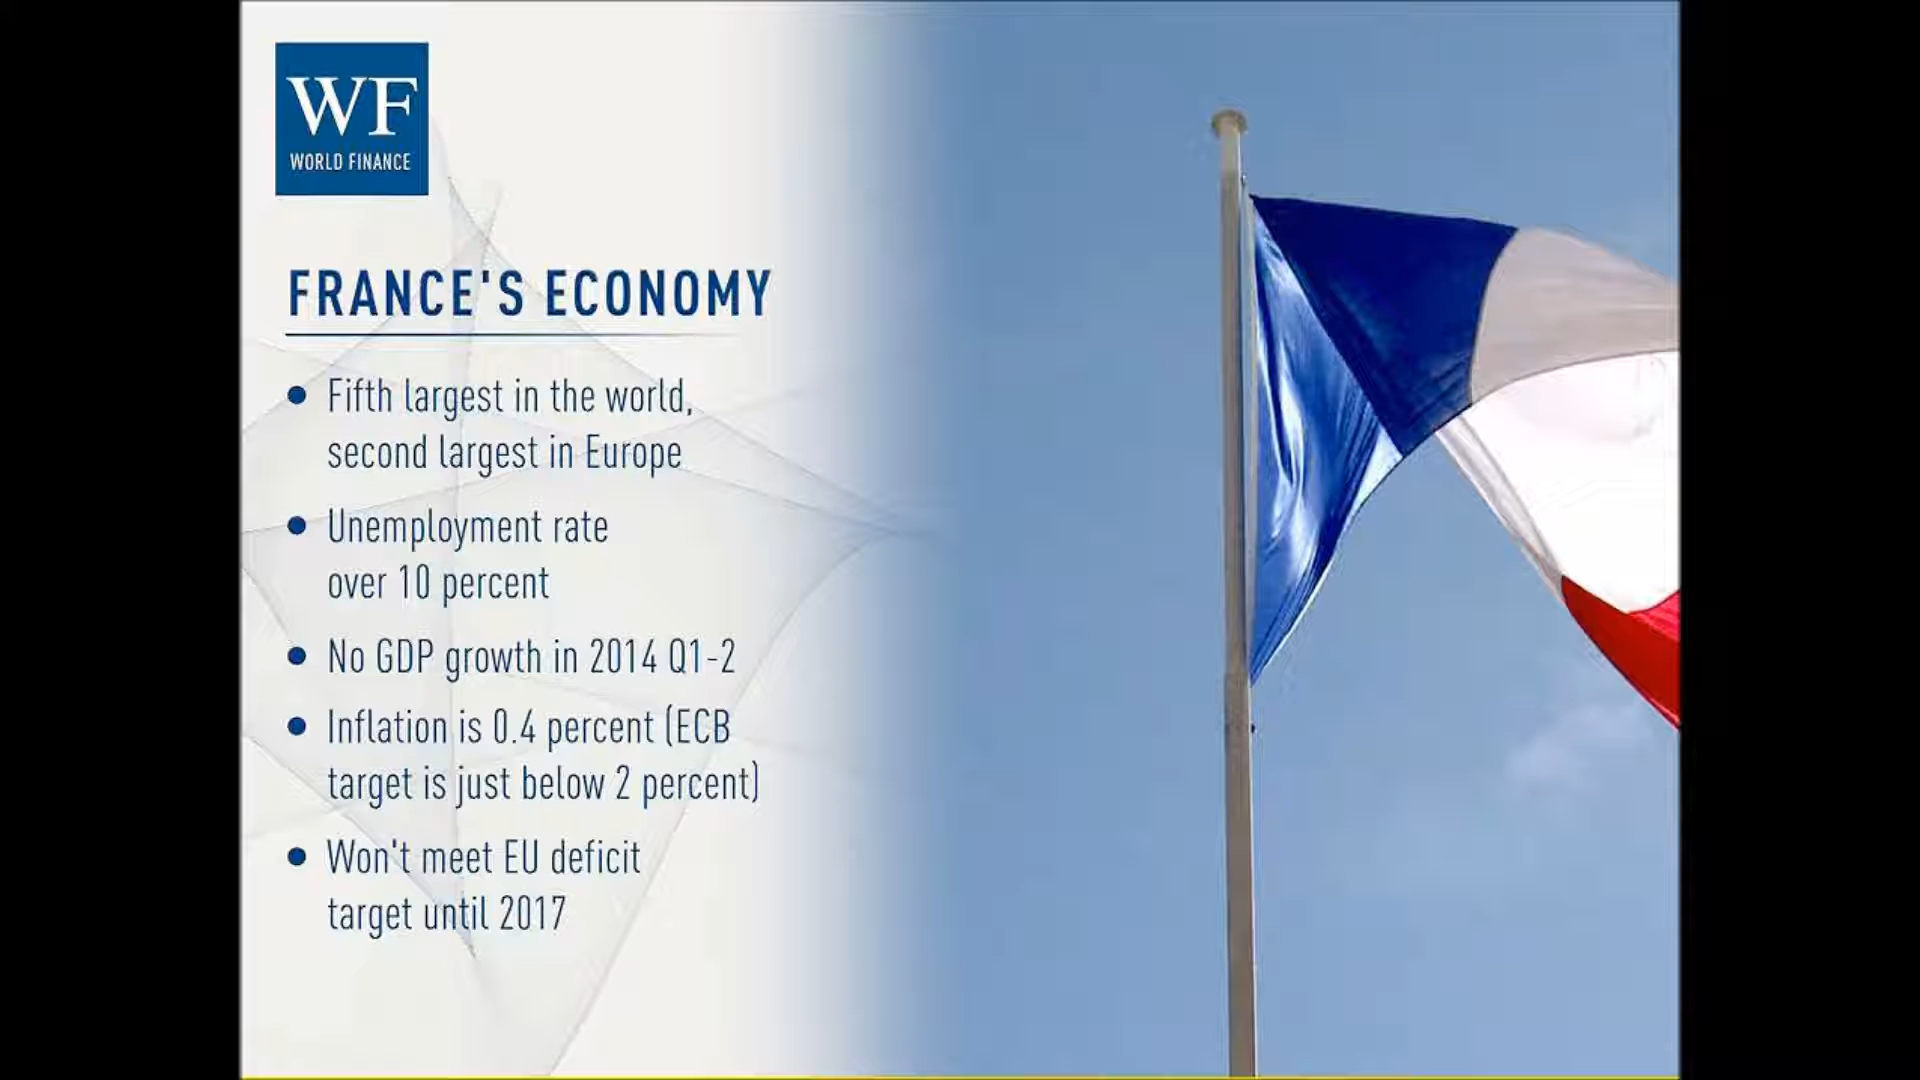 WF
WORLD FINANCE
FRANCE'S ECONOMY
• Fifth largest in the world,
second largest in Europe
• Unemployment rate
over 10 percent
• No GDP growth in 2014 Q1-2
• Inflation is 0.4 percent (ECB
target is just below 2 percent)
• Won't meet EU deficit
target until 2017